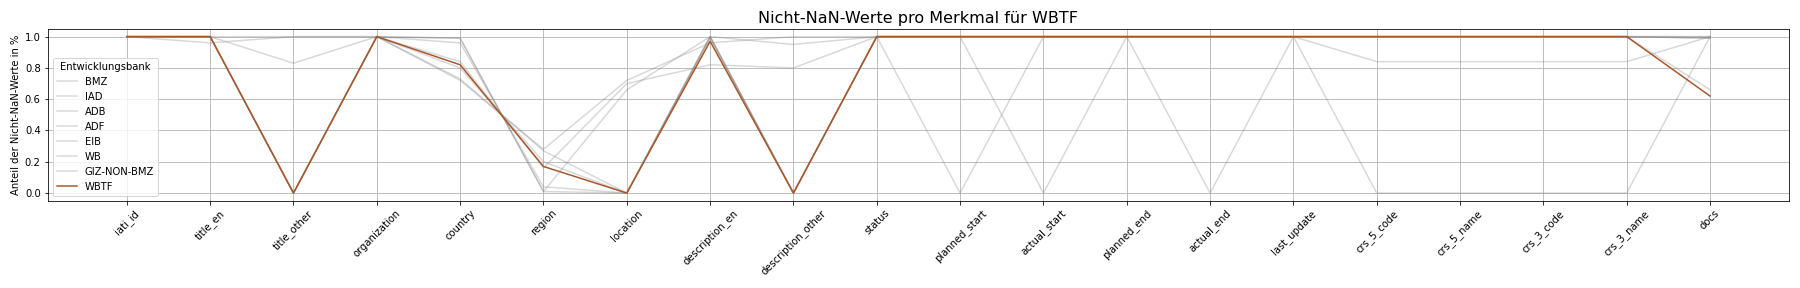 Nicht-NaN-Werte pro Merkmal für WBTF
Anteil der Nicht-NaN-Werte in %
1.0
0.8
0.6
0.4
0.2
0.0
Entwicklungsbank
BMZ
IAD
ADB
ADF
EIB
WB
GIZ-NON-BMZ
WBTF
iati_id
title_en
title_other
organization
country
region
location
description_en
description_other
status
planned_start
actual_start
planned_end
actual_end
last_update
crs_5_code
crs_5_name
crs_3_code
crs_3_name
docs